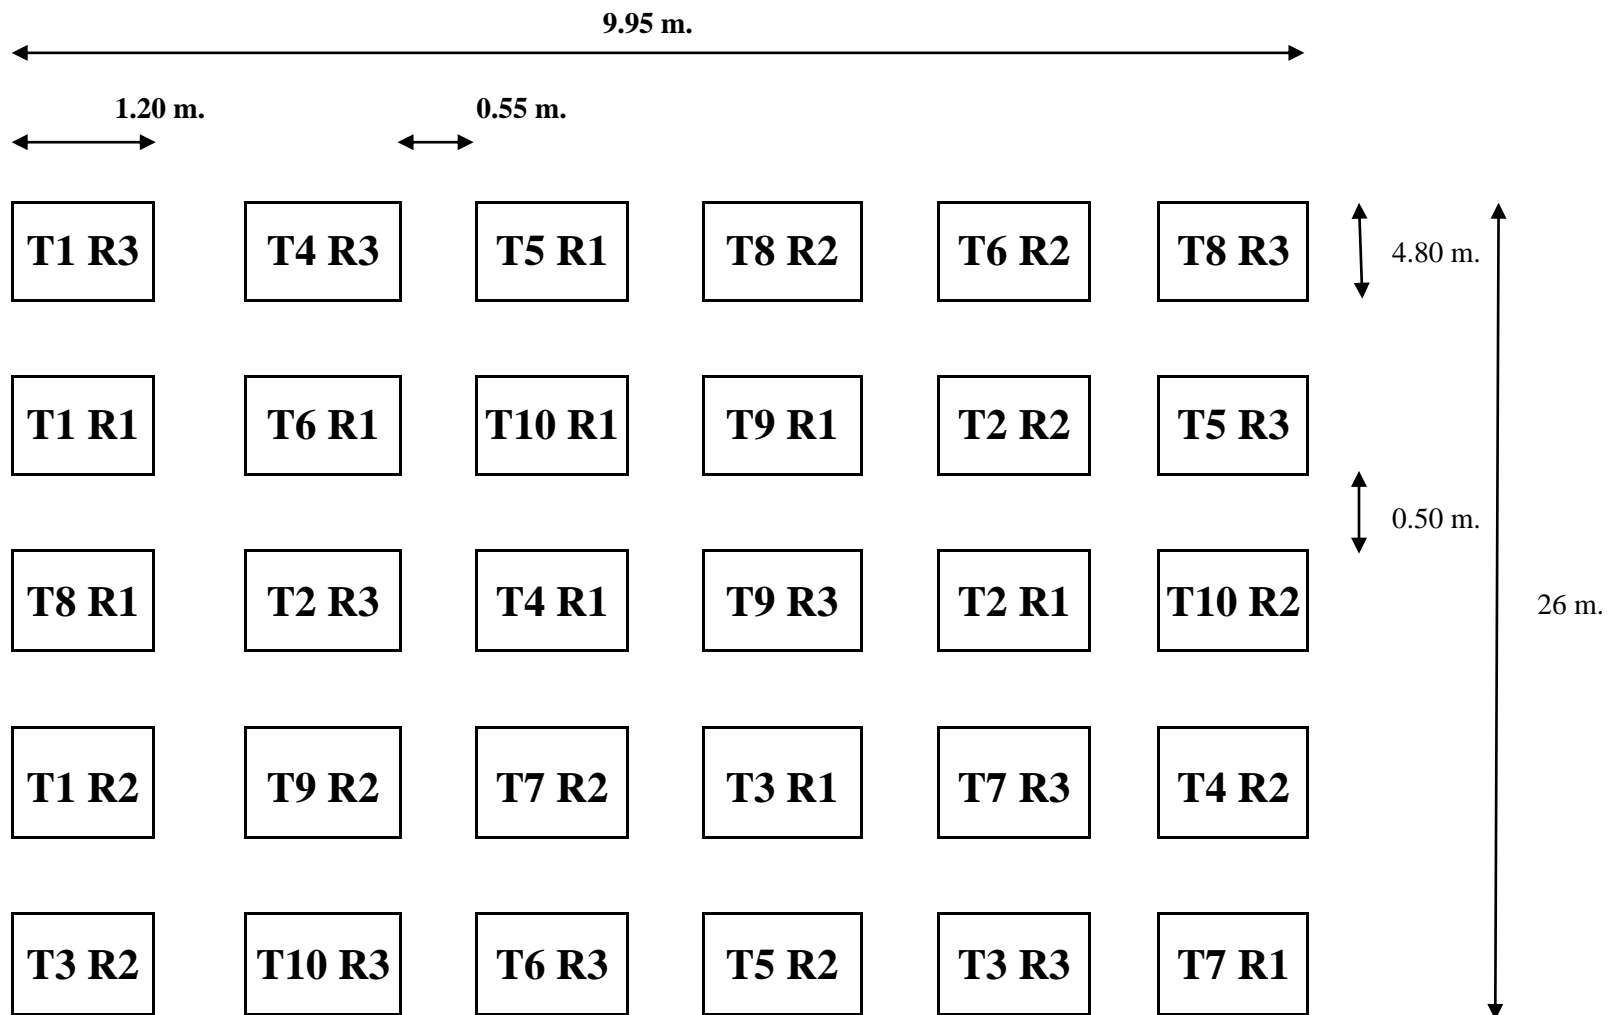 9.95 m.
1.20 m. 0.55 m.
T1 R3 T4 R3 T5 R1 T8 R2 T6 R2 T8 R3 4.80 m.
T1 R1 T6 R1 T10 R1 T9 R1 T2 R2 T5 R3
0.50 m.
T8 R1 T2 R3 T4 R1 T9 R3 T2 R1 T10 R2 26 m.
T1 R2 T9 R2 T7 R2 T3 R1 T7 R3 T4 R2
T3 R2 T10 R3 T6 R3 T5 R2 T3 R3 T7 R1